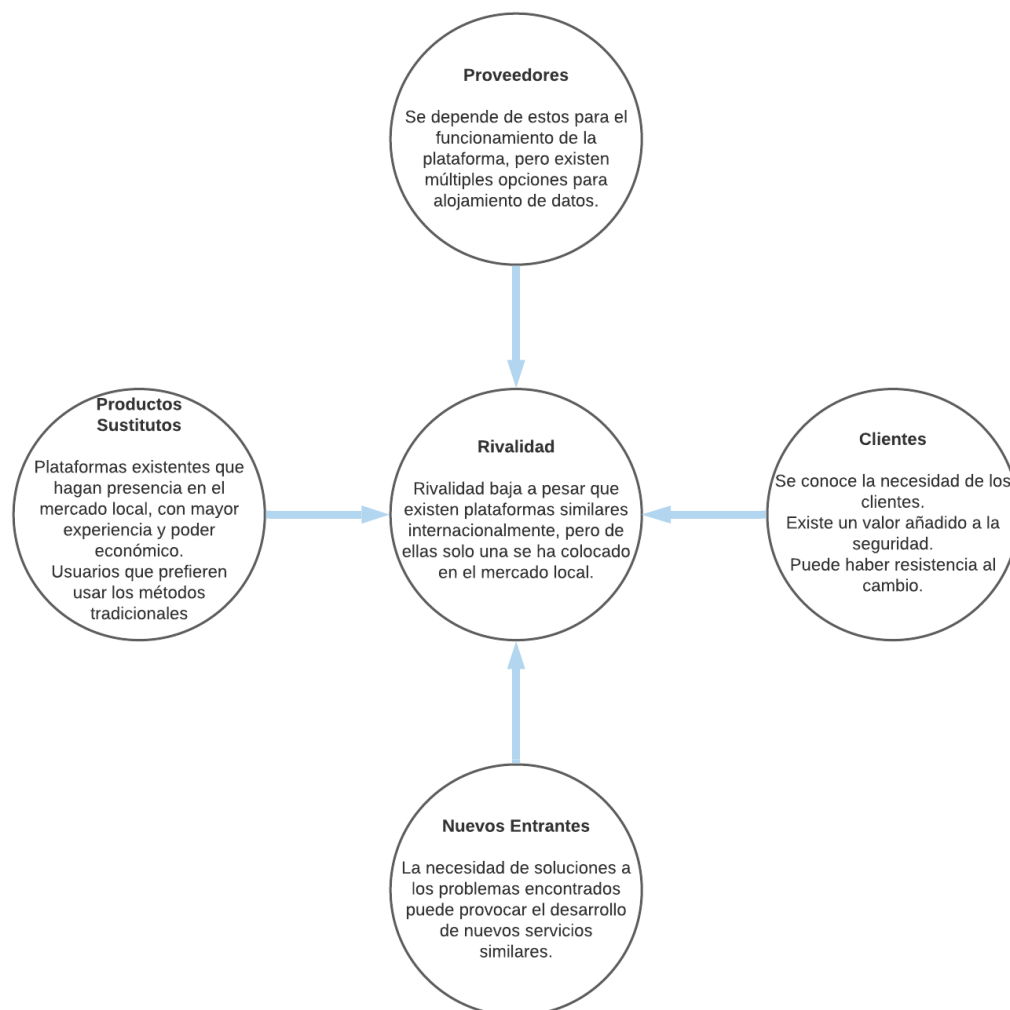 Proveedores
Se depende de estos para el
funcionamiento de la
plataforma, pero existen
múltiples opciones para
alojamiento de datos.
Productos
Sustitutos
Plataformas existentes que
hagan presencia en el
mercado local, con mayor
experiencia y poder
económico.
Usuarios que prefieren
usar los métodos
tradicionales
Rivalidad
Rivalidad baja a pesar que
existen plataformas similares
internacionalmente, pero de
ellas solo una se ha colocado
en el mercado local.
Clientes
Se conoce la necesidad de los
clientes.
Existe un valor añadido a la
seguridad.
Puede haber resistencia al
cambio.
Nuevos Entrantes
La necesidad de soluciones a
los problemas encontrados
puede provocar el desarrollo
de nuevos servicios
similares.